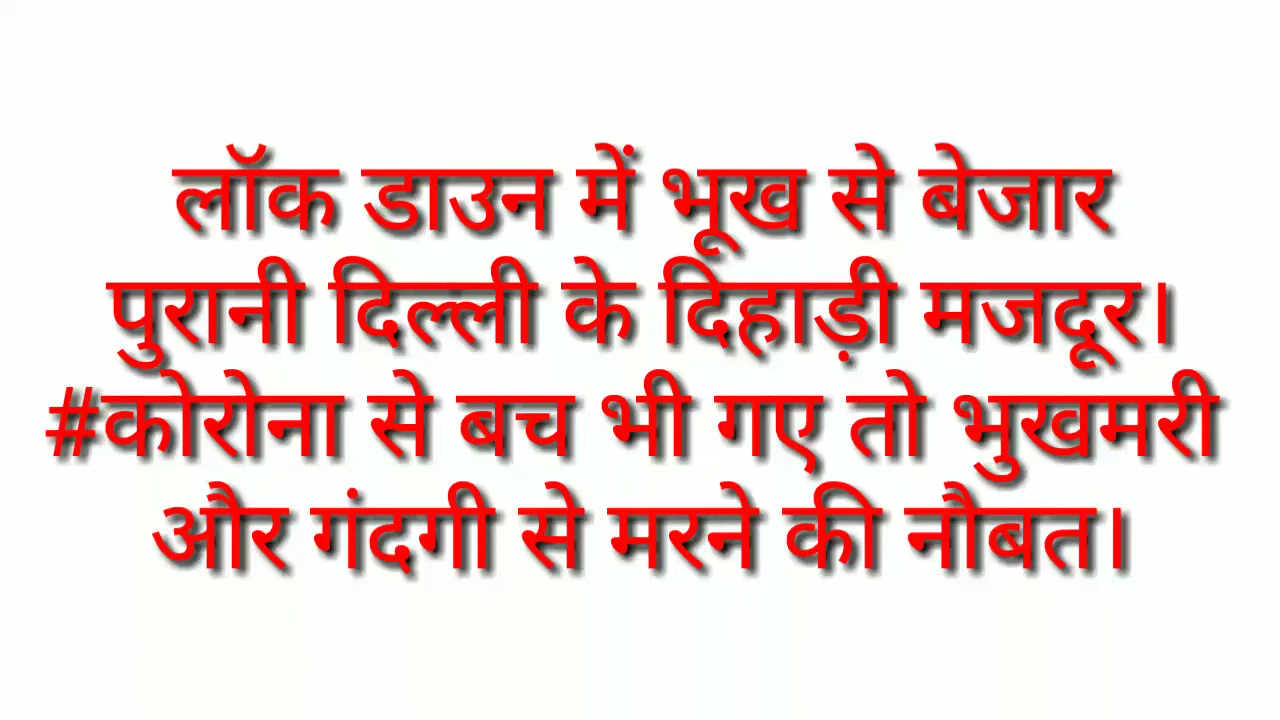 लॉक डाउन में भूख से बेजार
पुरानी दिल्ली के दिहाड़ी मजदूर।
#कोरोना से बच भी गए तो भुखमरी
और गंदगी से मरने की नौबत।